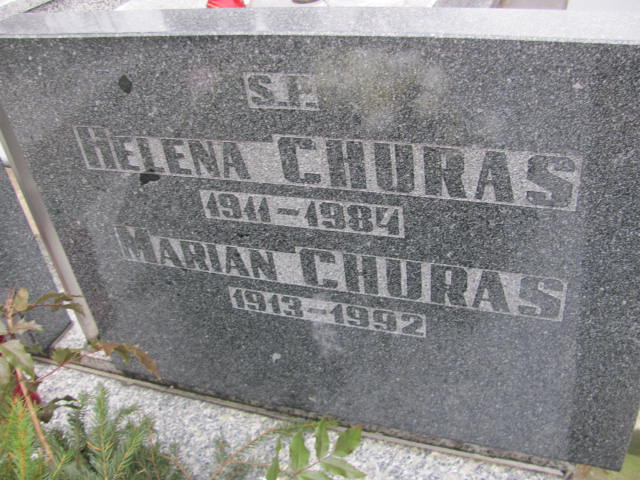 S.P.
HELENA CHURAS
1911-1984
MARIAN CHURAS
1913-1992